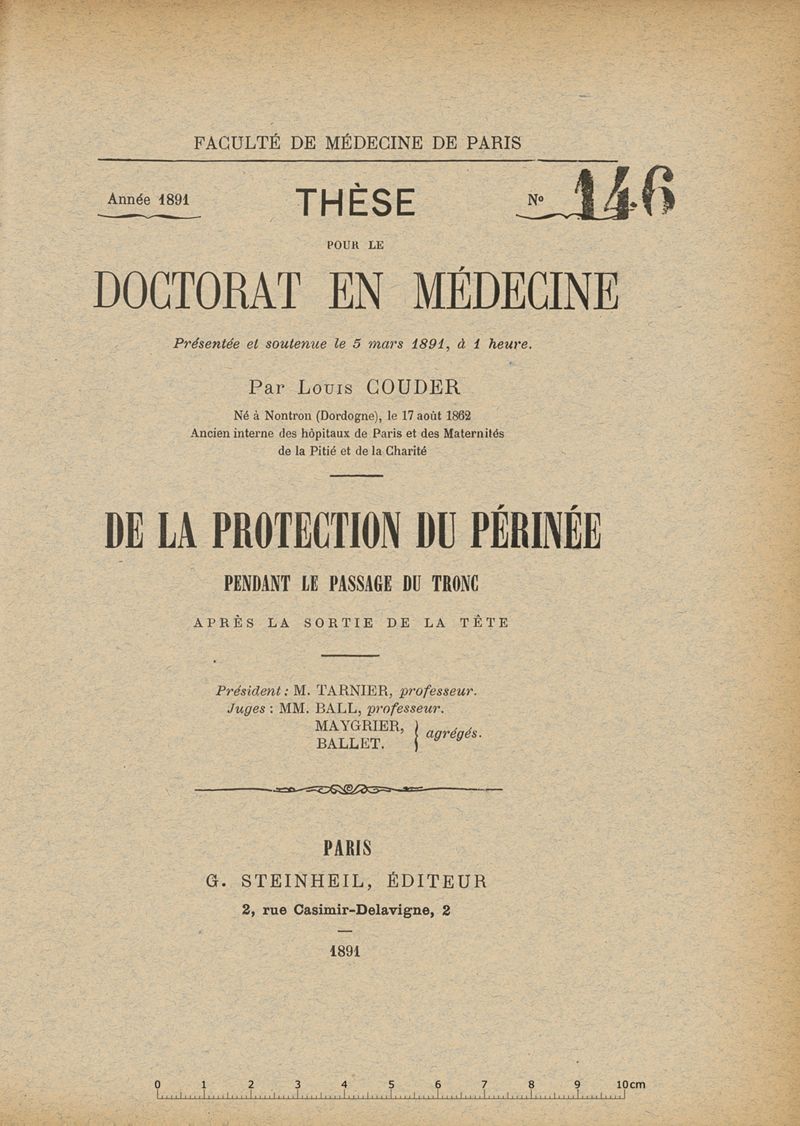 FACULTÉ DE MÉDECINE DE PARIS
Année 1891 THÈSE No 146
POUR LE
DOCTORAT EN MÉDECINE
Présentée et soutenue le 5 mars 1891, à 1 heure.
Par Louis COUDER
Né à Nontron (Dordogne), le 17 août 1862
Ancien interne des hôpitaux de Paris et des Maternités
de la Pitié et de la Charité
DE LA PROTECTION DU PÉRINÉE
PENDANT LE PASSAGE DU TRONC
APRÈS LA SORTIE DE LA TÊTE
Président : M. TARNIER, professeur.
Juges : MM. BALL, professeur.
MAYGRIER, } agrégés.
BALLET.
PARIS
G. STEINHEIL, ÉDITEUR
2, rue Casimir-Delavigne, 2
1891
0 1 2 3 4 5 6 7 8 9 10cm